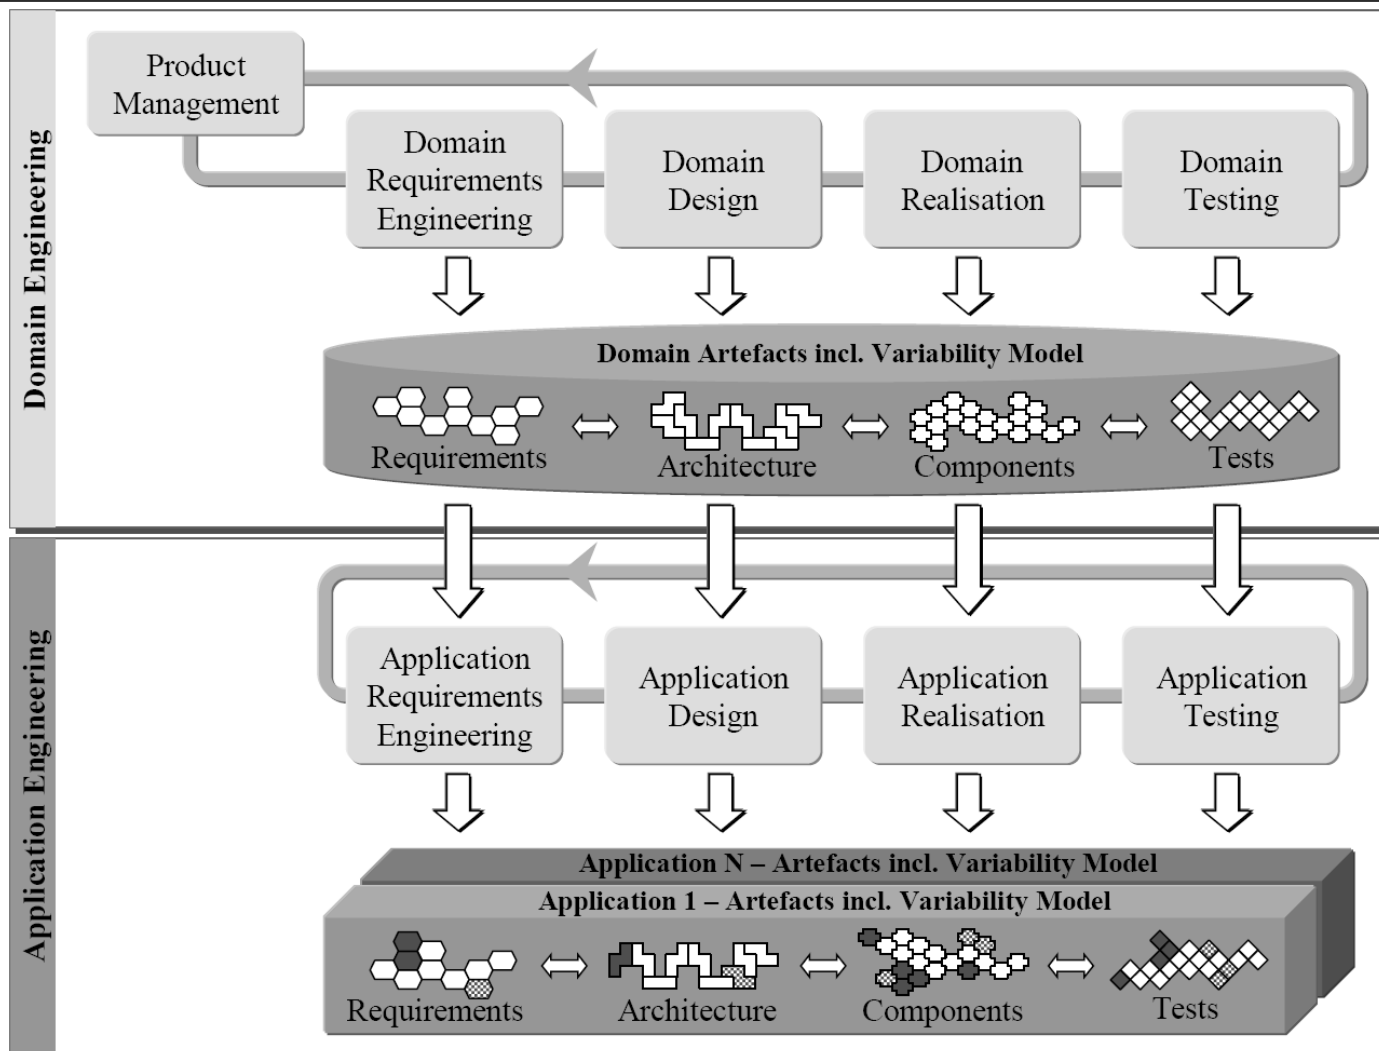 Domain Engineering
Product
Management
Domain
Requirements
Engineering
Domain
Design
Domain
Realisation
Domain
Testing
Domain Artefacts incl. Variability Model
Requirements
Architecture
Components
Tests
Application Engineering
Application
Requirements
Engineering
Application
Design
Application
Realisation
Application
Testing
Application N – Artefacts incl. Variability Model
Application 1 – Artefacts incl. Variability Model
Requirements
Architecture
Components
Tests